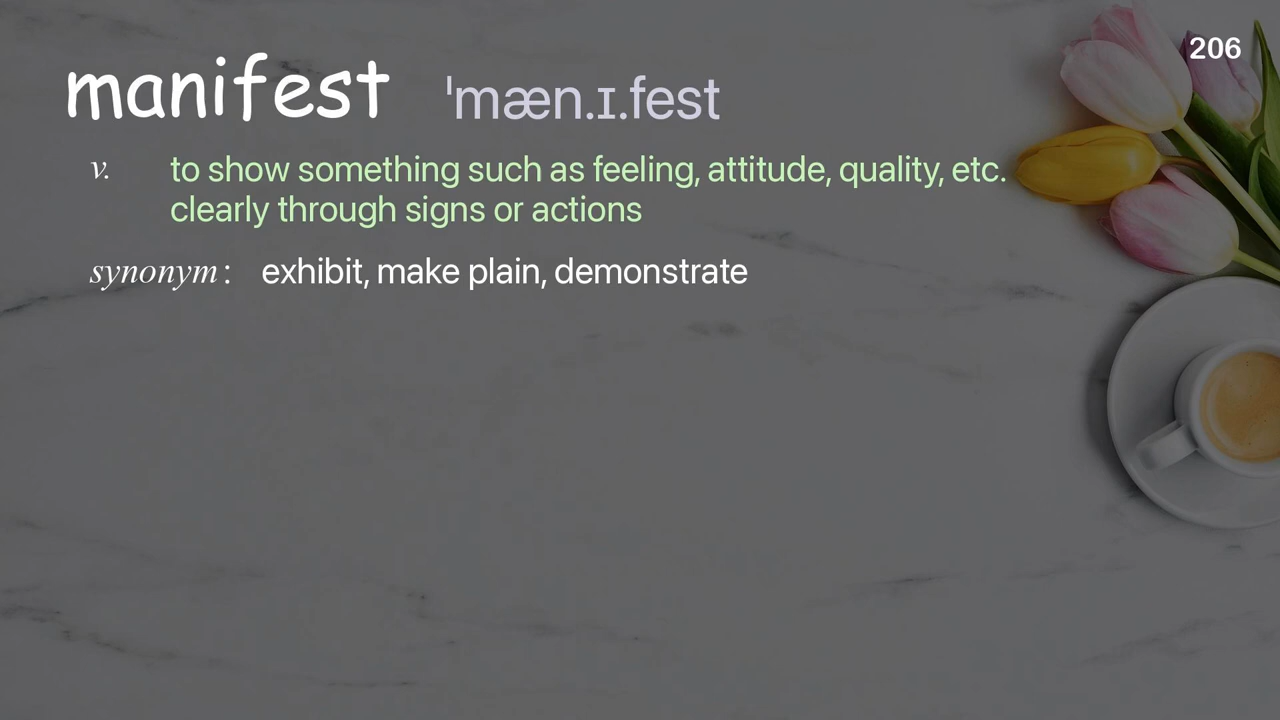 206
manifest ˈmæn.ɪ.fest
v. to show something such as feeling, attitude, quality, etc.
clearly through signs or actions
synonym: exhibit, make plain, demonstrate